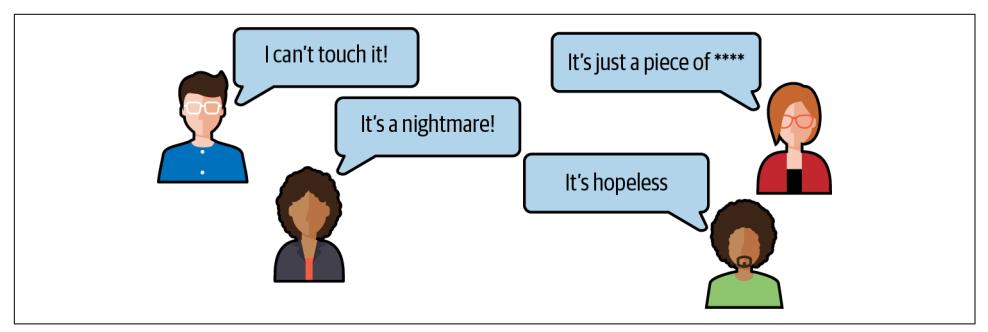 I can't touch it!
It's just a piece of ****
It's a nightmare!
It's hopeless